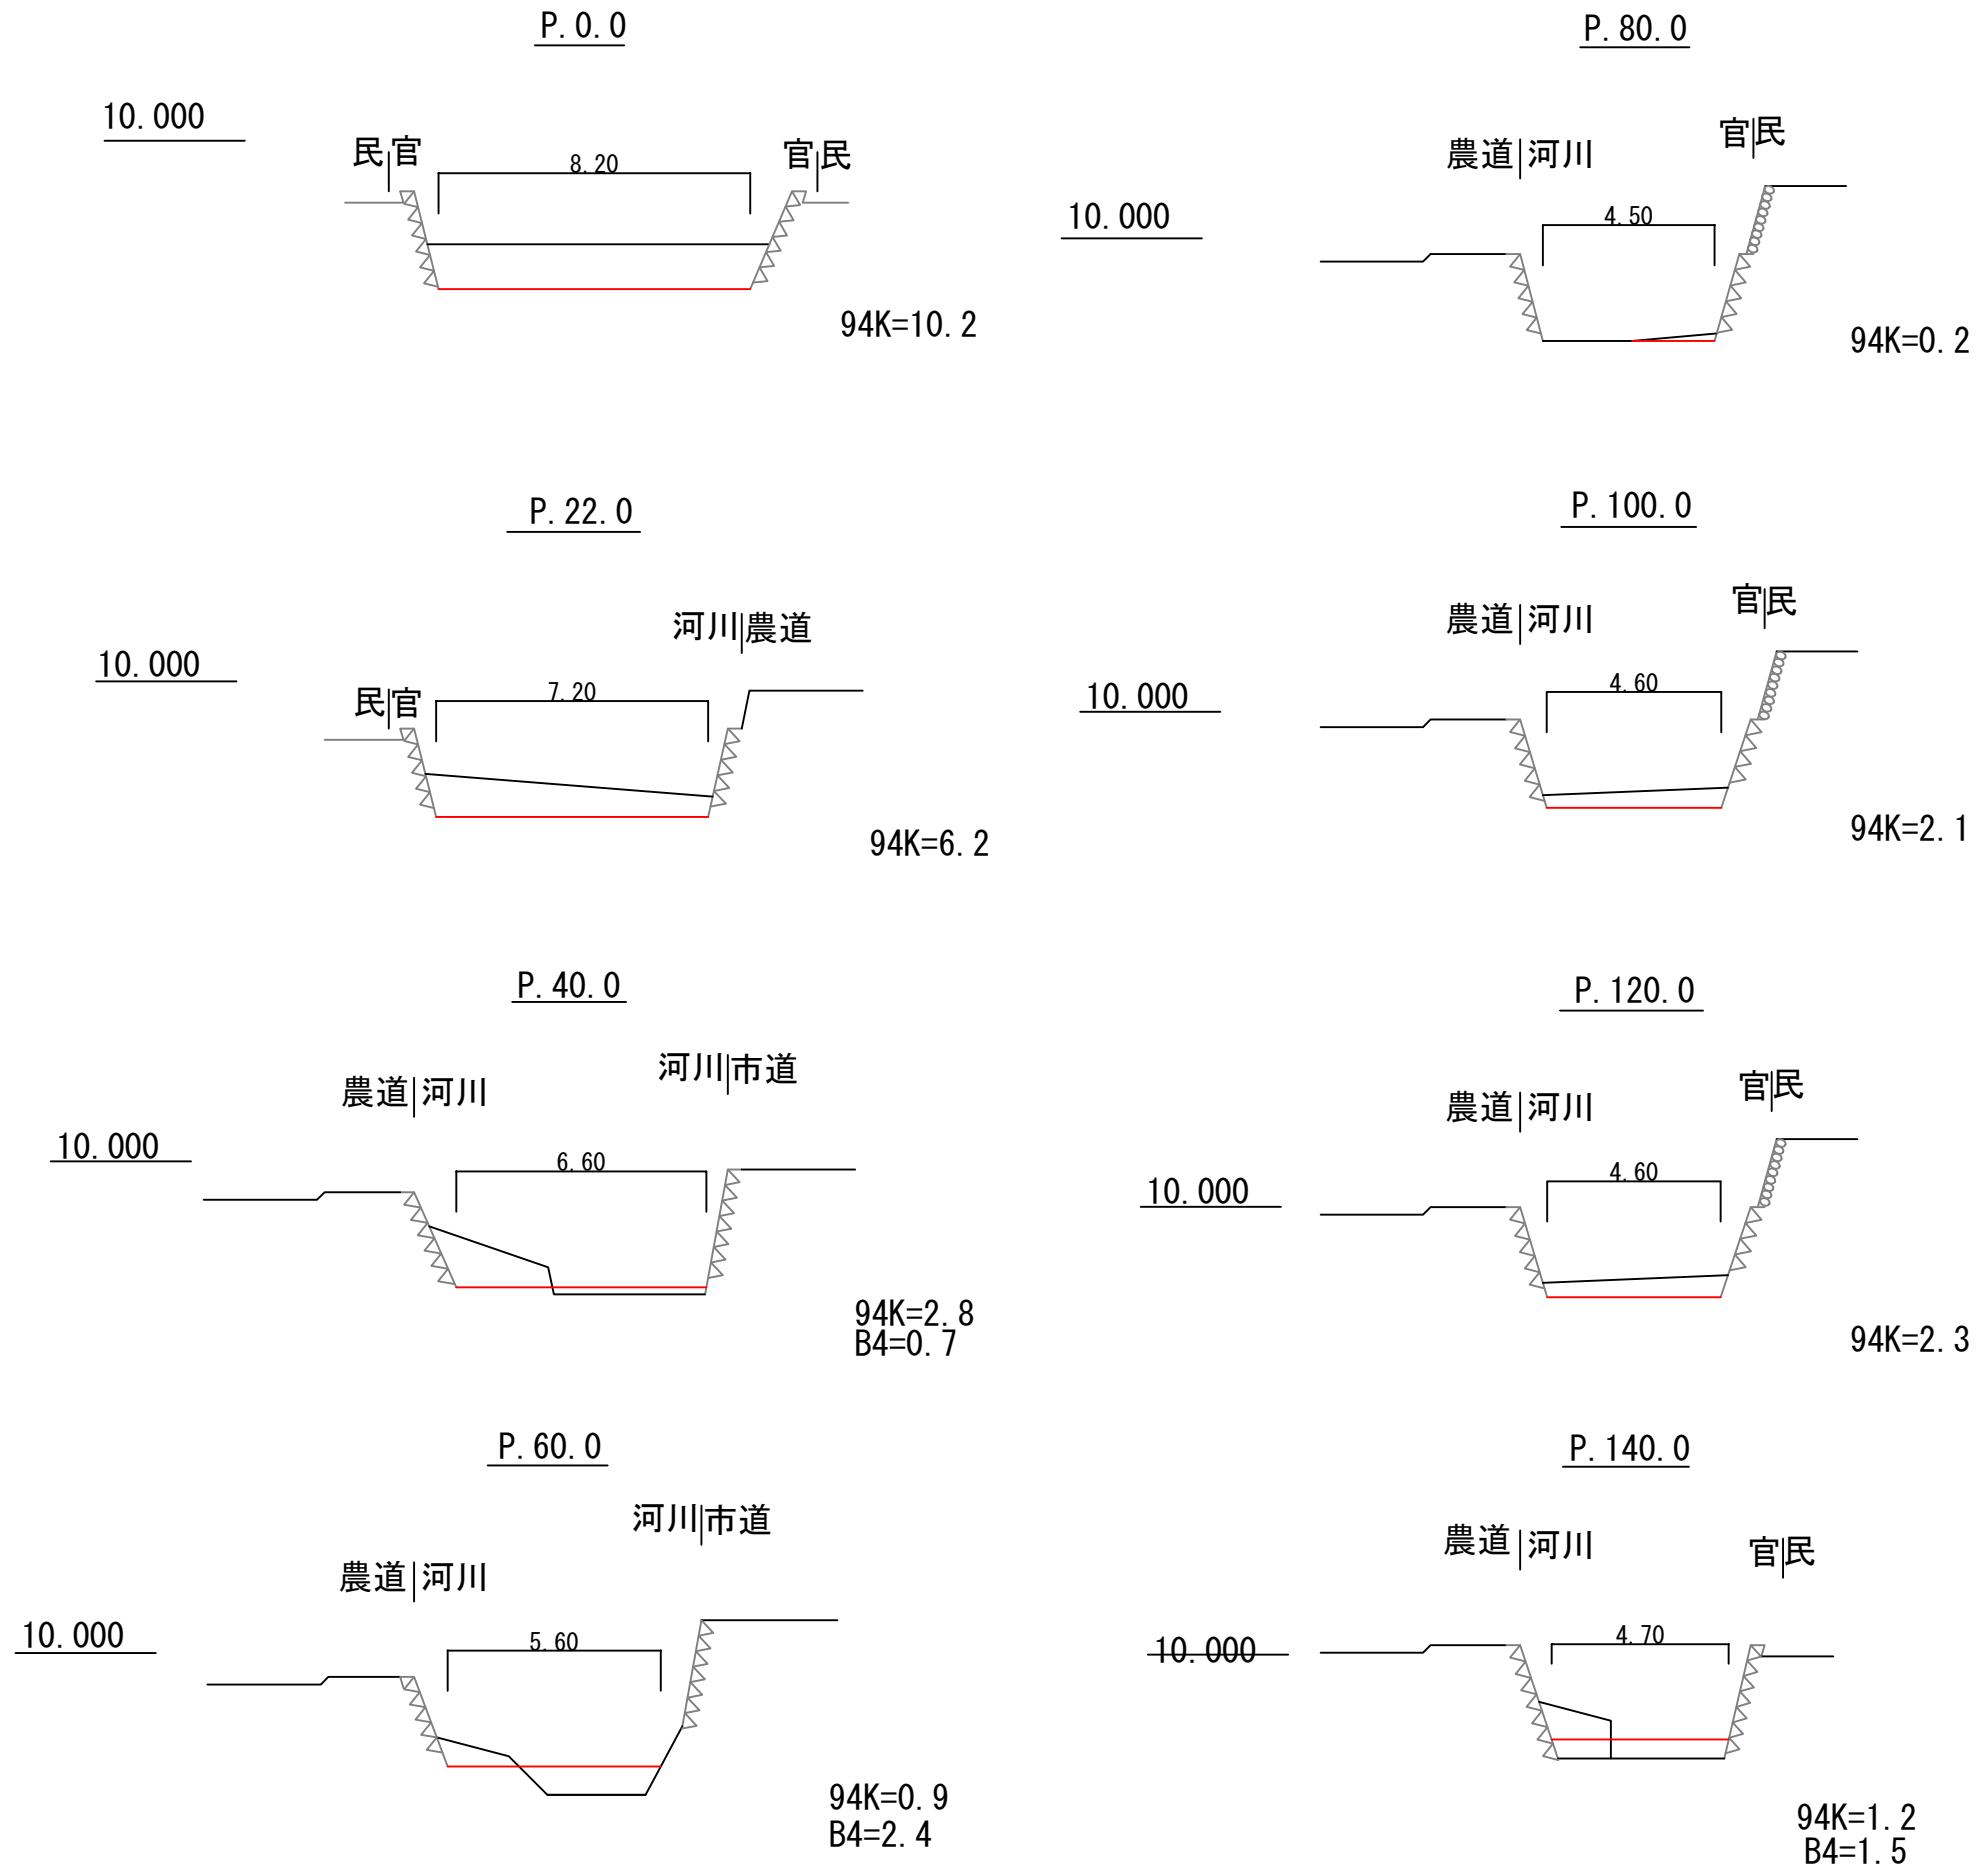 P.0.0
10.000
民|官
8.20
官|民
94K=10.2
P.22.0
河川|農道
10.000
民|官
7.20
94K=6.2
P.40.0
河川|市道
農道|河川
10.000
6.60
94K=2.8
B4=0.7
P.60.0
河川|市道
農道|河川
10.000
5.60
94K=0.9
B4=2.4
P.80.0
官|民
農道|河川
10.000
4.50
94K=0.2
P.100.0
官|民
農道|河川
10.000
4.60
94K=2.1
P.120.0
官|民
農道|河川
10.000
4.60
94K=2.3
P.140.0
農道|河川
官|民
10.000
4.70
94K=1.2
B4=1.5